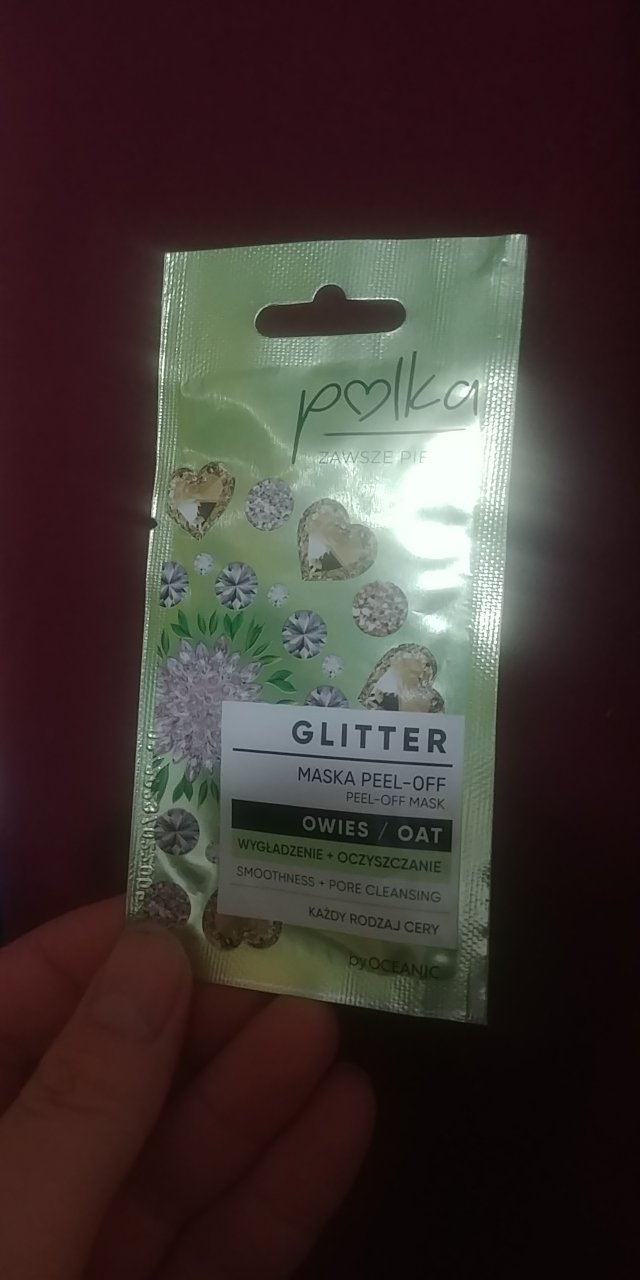 polka
ZAWSZE
GLITTER
MASKA PEEL-OFF
PEEL-OFF MASK
OWIES / OAT
WYGŁADZENIE + OCZYSZCZANIE
SMOOTHNESS + PORE CLEANSING
KAŻDY RODZAJ CERY
by OCEANIC